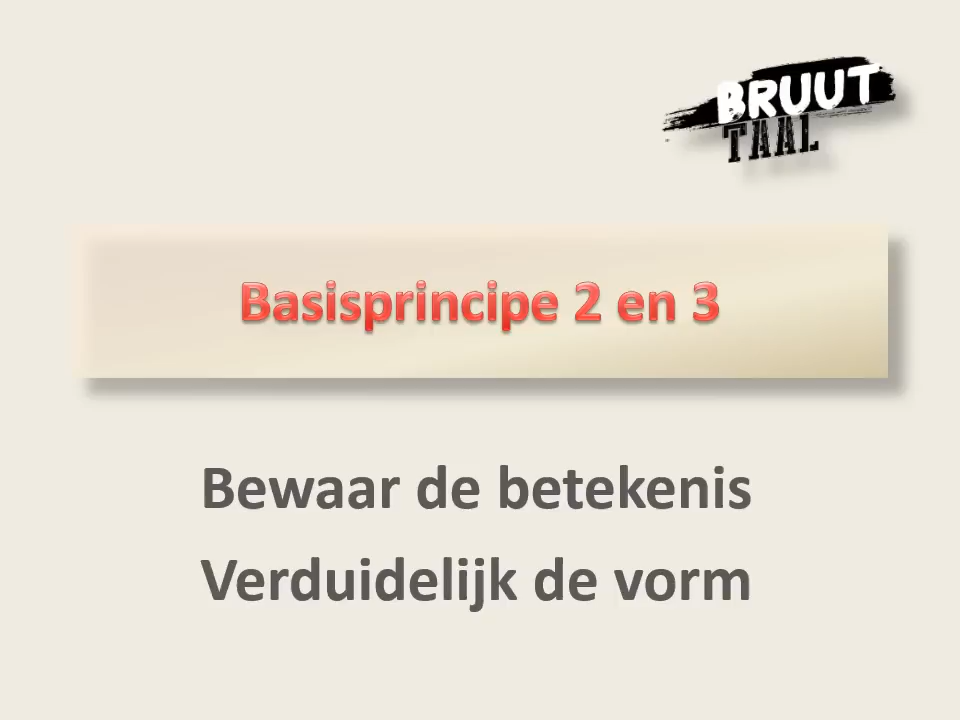 BRUUT
TAAL
Basisprincipe 2 en 3
Bewaar de betekenis
Verduidelijk de vorm